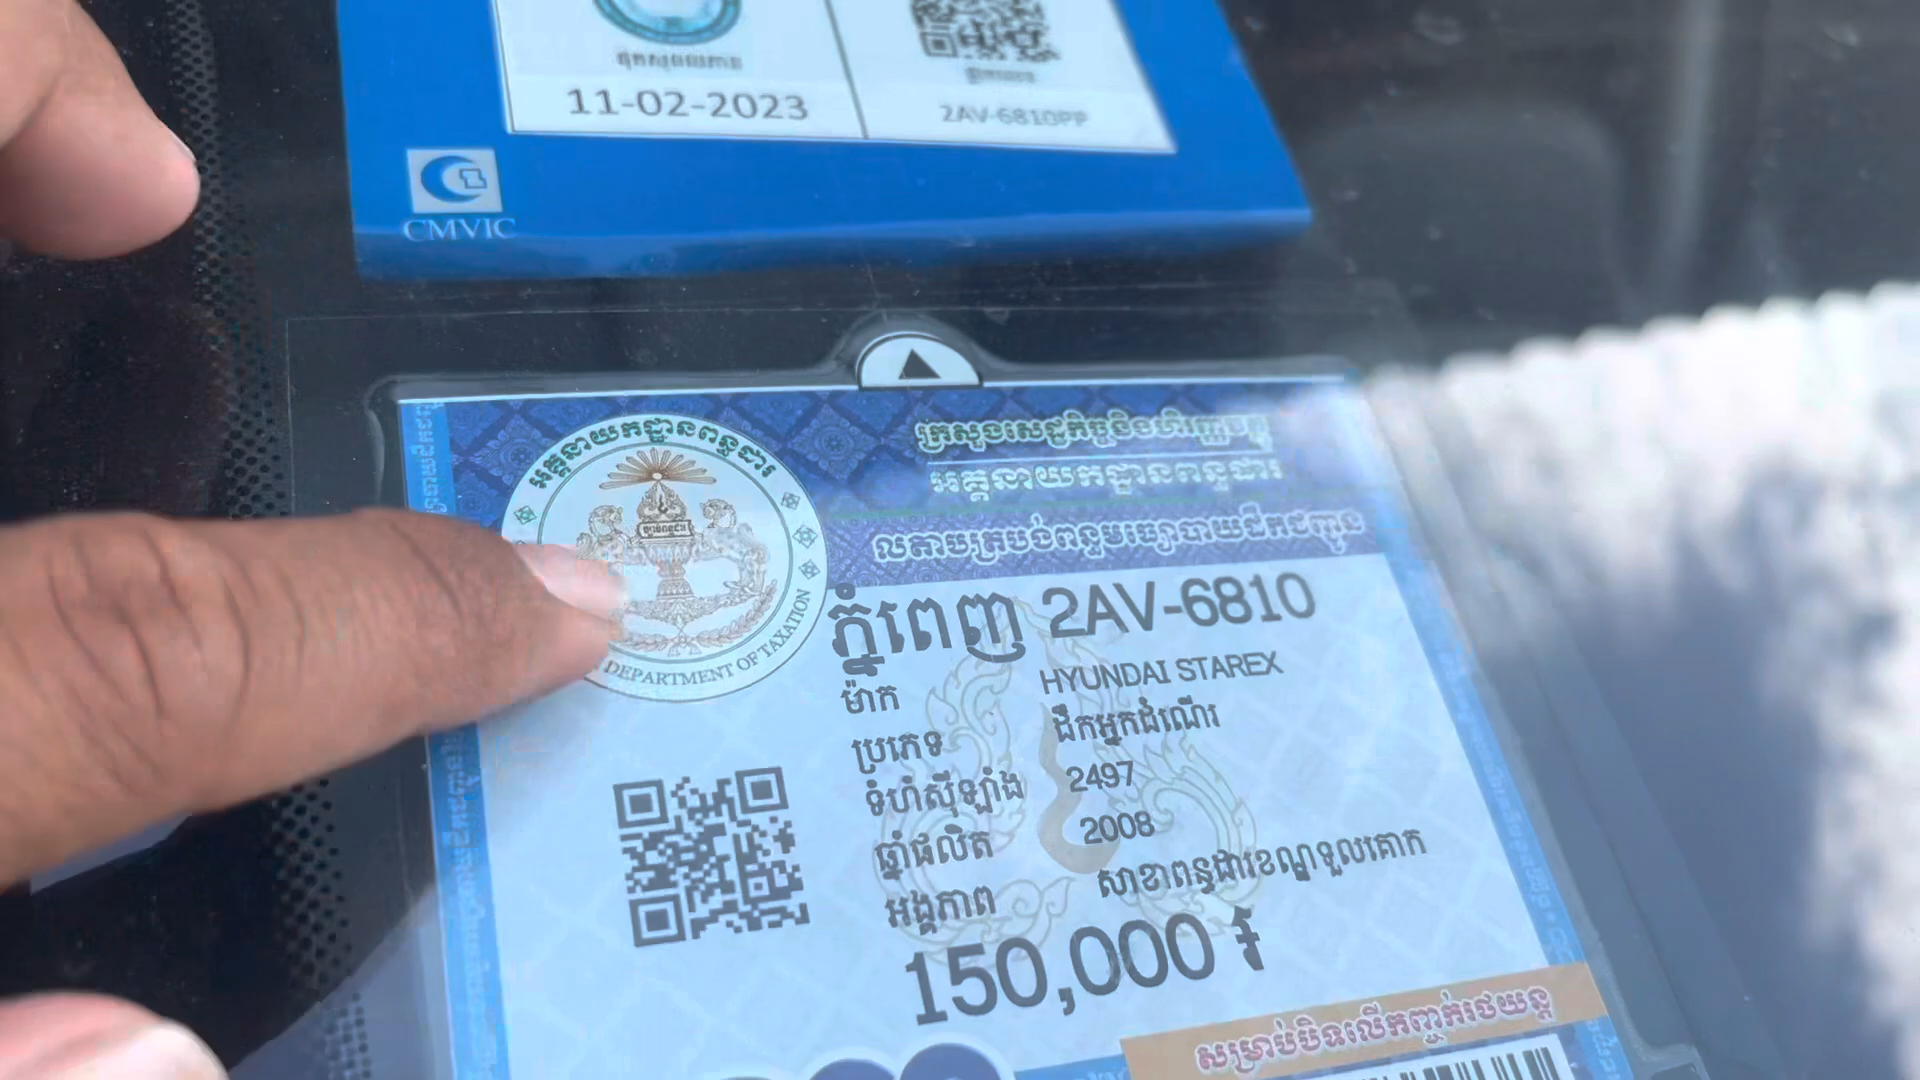 11-02-2023
2AV-6810PP
CMVIC
អគ្គនាយកដ្ឋានពន្ធដារ
DEPARTMENT OF TAXATION
ក្រសួងសេដ្ឋកិច្ចនិងហិរញ្ញវត្ថុ
អគ្គនាយកដ្ឋានពន្ធដារ
លតាបត្របង់ពន្ធមធ្យោបាយដឹកជញ្ជូន
ភ្នំពេញ 2AV-6810
ម៉ាក HYUNDAI STAREX
ប្រភេទ ដឹកអ្នកដំណើរ
ទំហំស៊ីឡាំង 2497
ឆ្នាំផលិត 2008
អង្គភាព សាខាពន្ធដារខណ្ឌទួលគោក
150,000 ៛
សម្រាប់បិទលើកញ្ចក់រថយន្ត